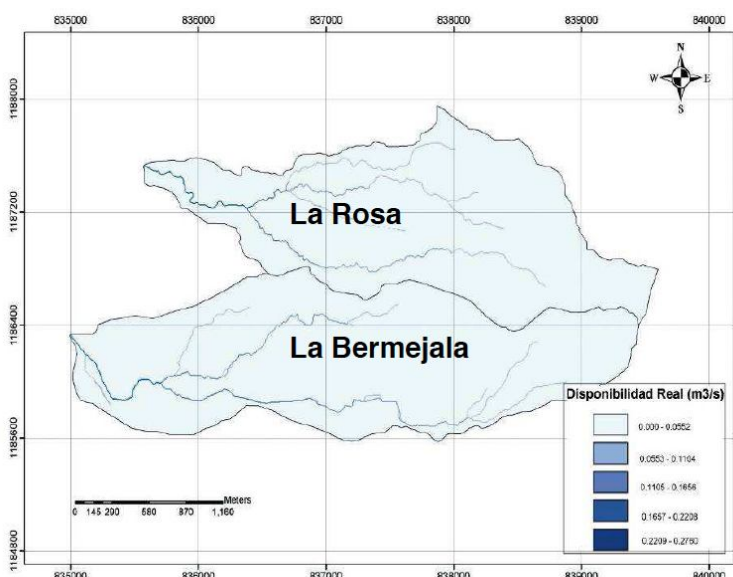 835000 836000 837000 838000 839000 840000
N
W E
S
1188000
1187200
La Rosa
1186400
La Bermejala
Disponibilidad Real (m3/s)
0.000 - 0.0552
0.0553 - 0.1104
1185600
0.1105 - 0.1656
0.1657 - 0.2208
Meters
0 145 290 580 870 1,160
0.2209 - 0.2760
1184800
835000 836000 837000 838000 839000 840000